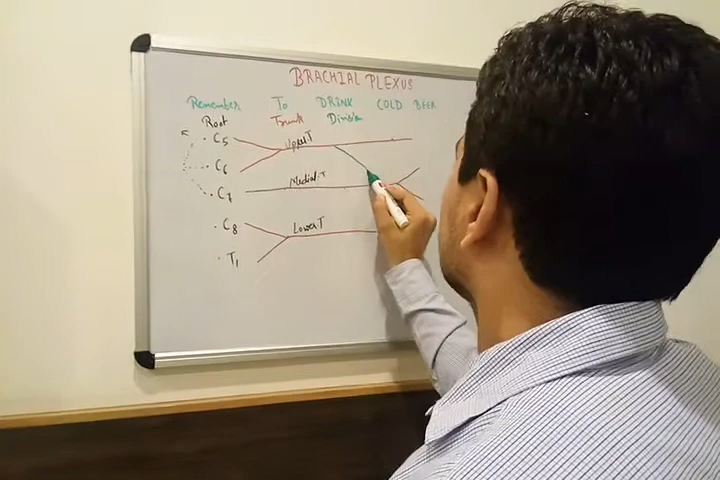 BRACHIAL PLEXUS
Remember To DRINK COLD BEER
Root Trunk Division
C5 Upper T
C6
C7 Medial T
C8 Lower T
T1